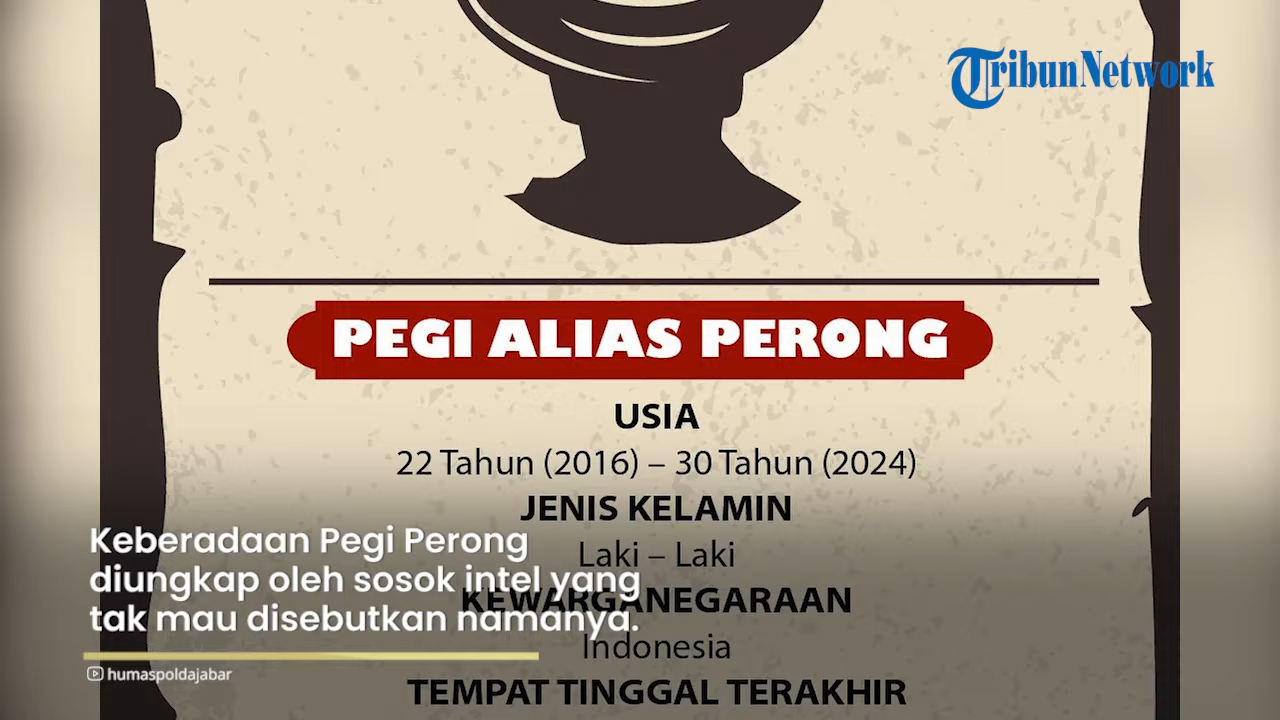 TribunNetwork
PEGI ALIAS PERONG
USIA
22 Tahun (2016) – 30 Tahun (2024)
JENIS KELAMIN
Laki – Laki
KEWARGANEGARAAN
Indonesia
TEMPAT TINGGAL TERAKHIR
Keberadaan Pegi Perong
diungkap oleh sosok intel yang
tak mau disebutkan namanya.
humaspoldajabar